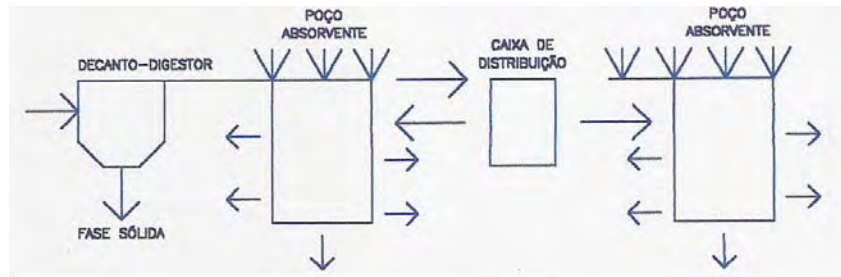 POÇO
ABSORVENTE
POÇO
ABSORVENTE
CAIXA DE
DISTRIBUIÇÃO
DECANTO-DIGESTOR
FASE SÓLIDA